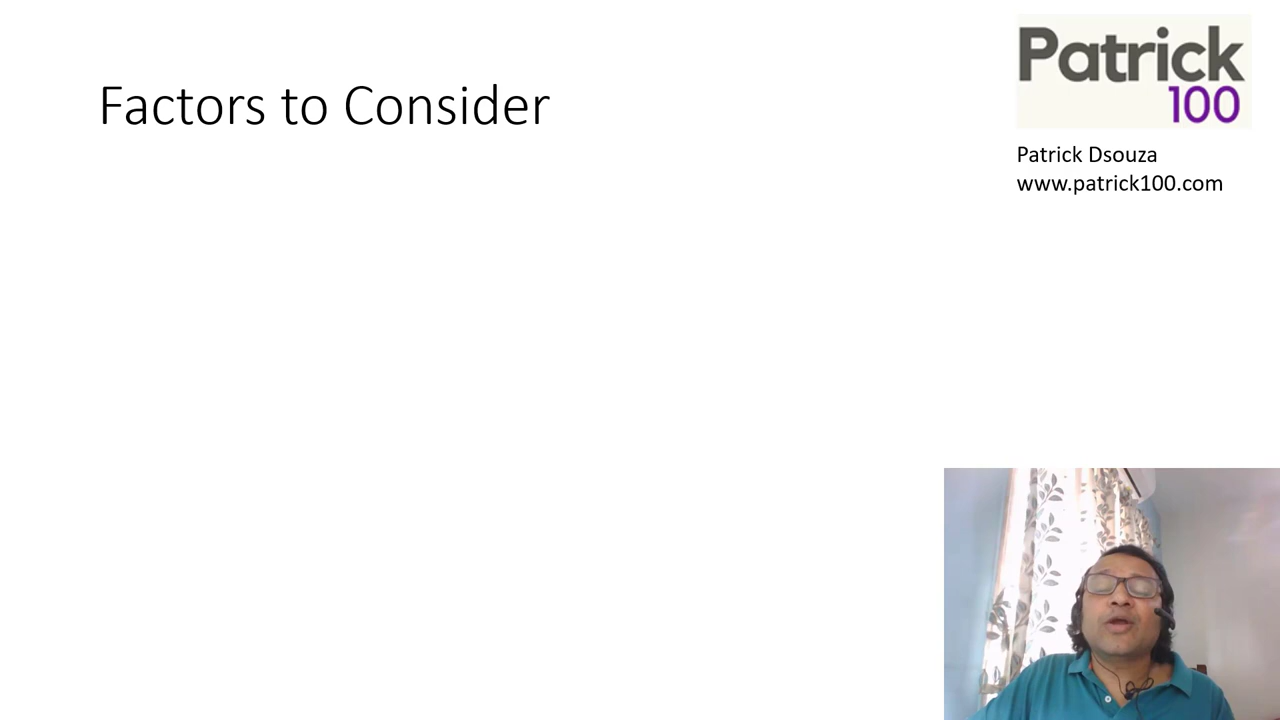 Factors to Consider
Patrick
100
Patrick Dsouza
www.patrick100.com